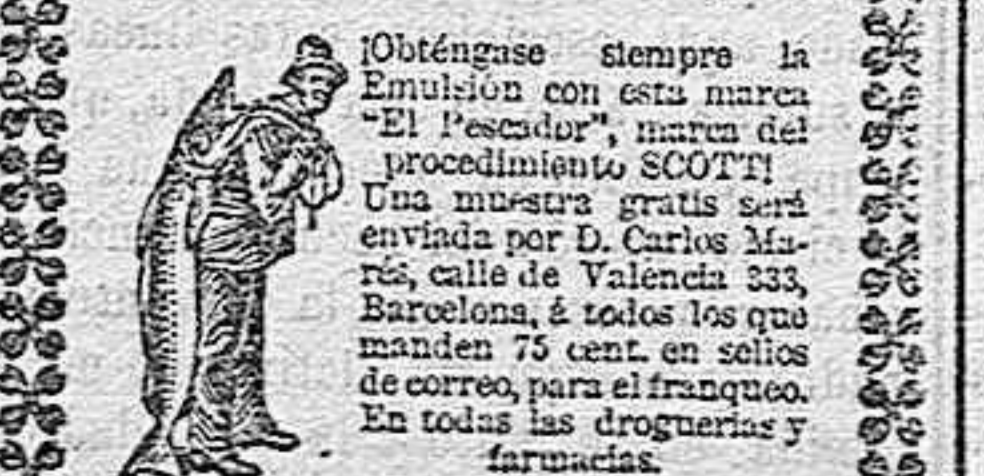 ¡Obténgase siempre la
Emulsión con esta marca
"El Pescador", marca del
procedimiento SCOTT!
Una muestra gratis será
enviada por D. Carlos Ma-
rés, calle de Valencia 333,
Barcelona, á todos los que
manden 75 cent. en sellos
de correo, para el franqueo.
En todas las droguerias y
farmacias.